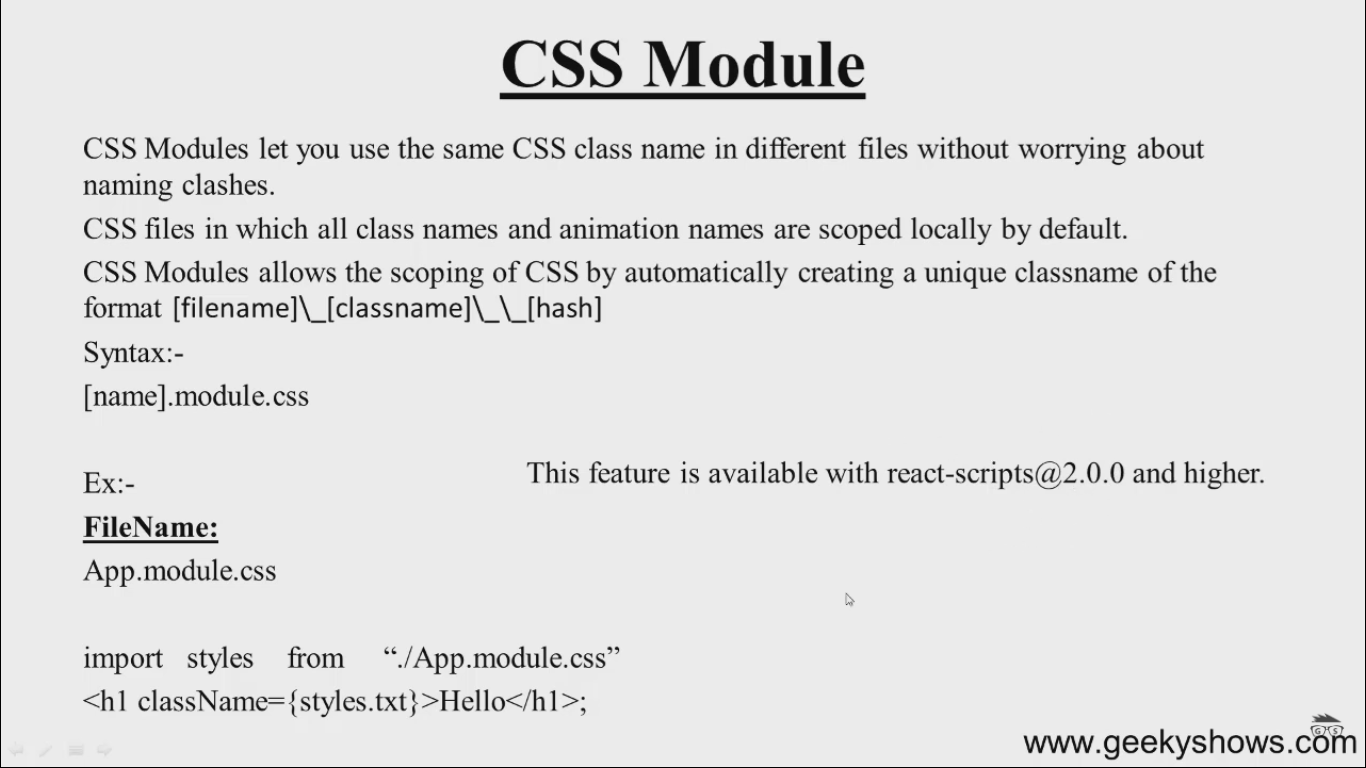 CSS Module
CSS Modules let you use the same CSS class name in different files without worrying about
naming clashes.
CSS files in which all class names and animation names are scoped locally by default.
CSS Modules allows the scoping of CSS by automatically creating a unique classname of the
format [filename]\_[classname]\_\_[hash]
Syntax:-
[name].module.css
This feature is available with react-scripts@2.0.0 and higher.
Ex:-
FileName:
App.module.css
import styles from “./App.module.css”
<h1 className={styles.txt}>Hello</h1>;
G S
www.geekyshows.com